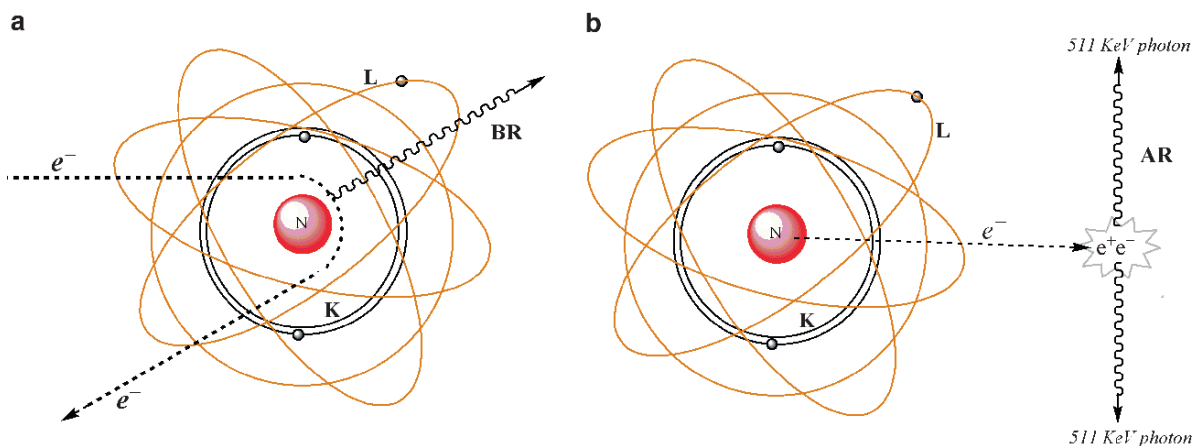 a
L
BR
e⁻
N
K
e⁻
b
511 KeV photon
L
AR
N
e⁻
e⁺e⁻
K
511 KeV photon